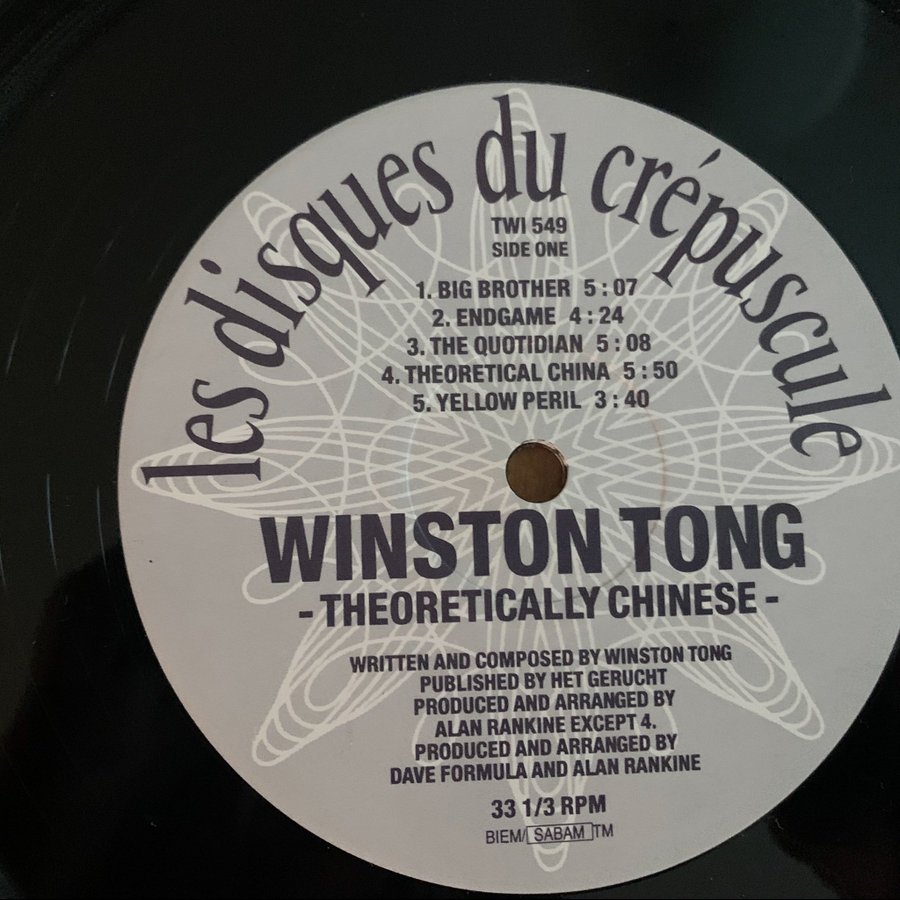 les disques du crépuscule
TWI 549
SIDE ONE
1. BIG BROTHER 5 : 07
2. ENDGAME 4 : 24
3. THE QUOTIDIAN 5 : 08
4. THEORETICAL CHINA 5 : 50
5. YELLOW PERIL 3 : 40
WINSTON TONG
- THEORETICALLY CHINESE -
WRITTEN AND COMPOSED BY WINSTON TONG
PUBLISHED BY HET GERUCHT
PRODUCED AND ARRANGED BY
ALAN RANKINE EXCEPT 4.
PRODUCED AND ARRANGED BY
DAVE FORMULA AND ALAN RANKINE
33 1/3 RPM
BIEM/SABAM TM